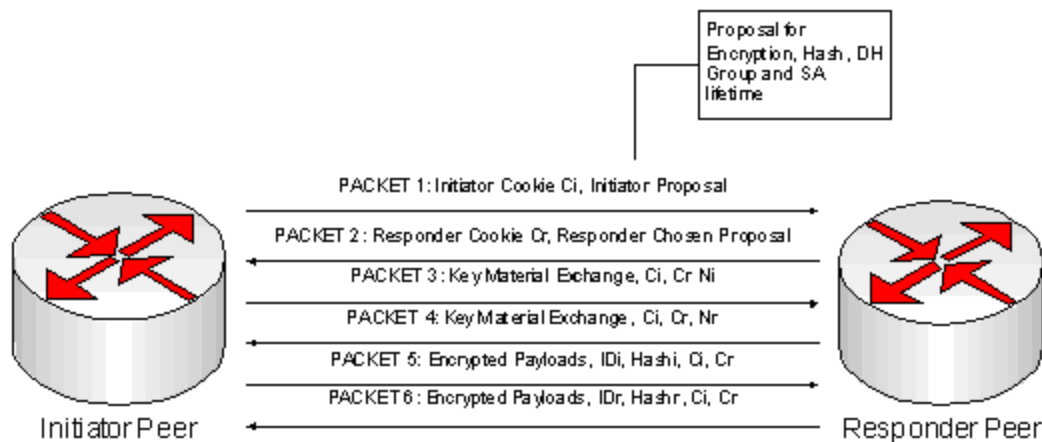 Proposal for
Encryption, Hash, DH
Group and SA
lifetime
PACKET 1: Initiator Cookie Ci, Initiator Proposal
PACKET 2: Responder Cookie Cr, Responder Chosen Proposal
PACKET 3: Key Material Exchange, Ci, Cr Ni
PACKET 4: Key Material Exchange, Ci, Cr, Nr
PACKET 5: Encrypted Payloads, IDi, Hashi, Ci, Cr
PACKET 6: Encrypted Payloads, IDr, Hashr, Ci, Cr
Initiator Peer
Responder Peer